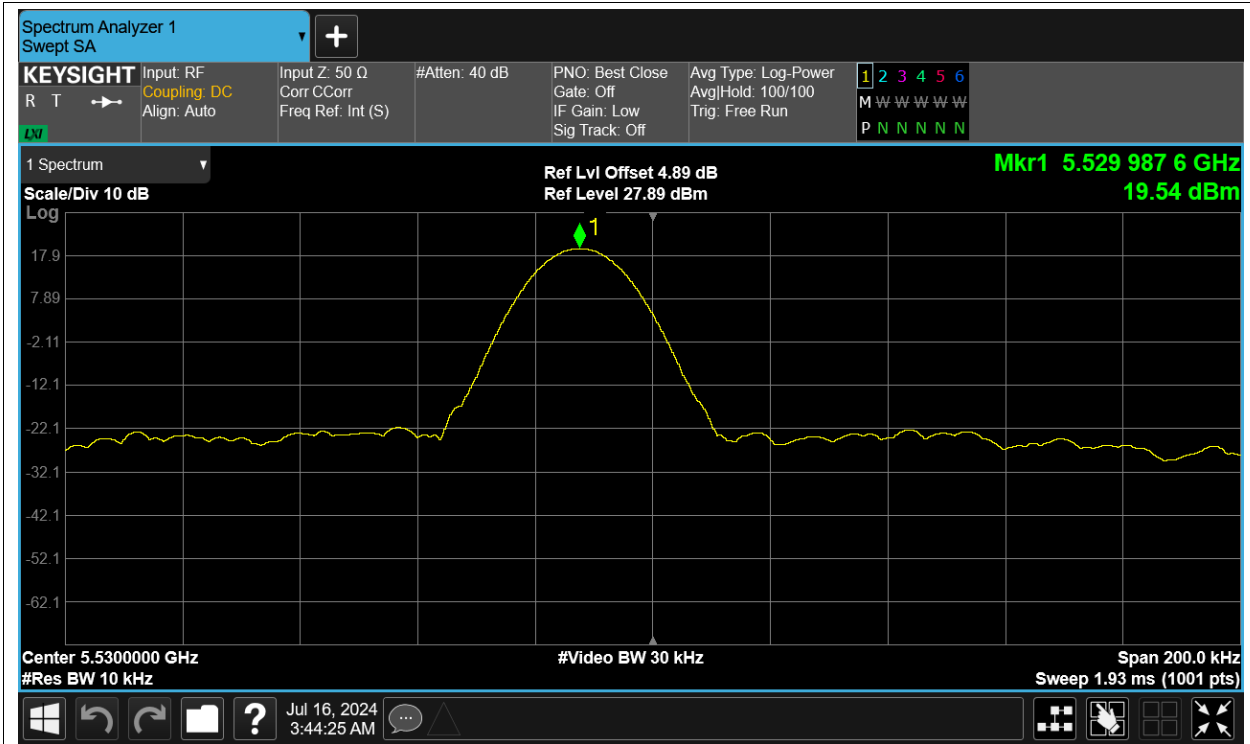 Spectrum Analyzer 1
Swept SA
KEYSIGHT
R T
LXI
Input: RF
Coupling: DC
Align: Auto
Input Z: 50 Ω
Corr CCorr
Freq Ref: Int (S)
#Atten: 40 dB
PNO: Best Close
Gate: Off
IF Gain: Low
Sig Track: Off
Avg Type: Log-Power
Avg|Hold: 100/100
Trig: Free Run
1 2 3 4 5 6
M W W W W W
P N N N N N
1 Spectrum
Scale/Div 10 dB
Log
Ref Lvl Offset 4.89 dB
Ref Level 27.89 dBm
Mkr1 5.529 987 6 GHz
19.54 dBm
1
17.9
7.89
-2.11
-12.1
-22.1
-32.1
-42.1
-52.1
-62.1
Center 5.5300000 GHz
#Res BW 10 kHz
#Video BW 30 kHz
Span 200.0 kHz
Sweep 1.93 ms (1001 pts)
?
Jul 16, 2024
3:44:25 AM